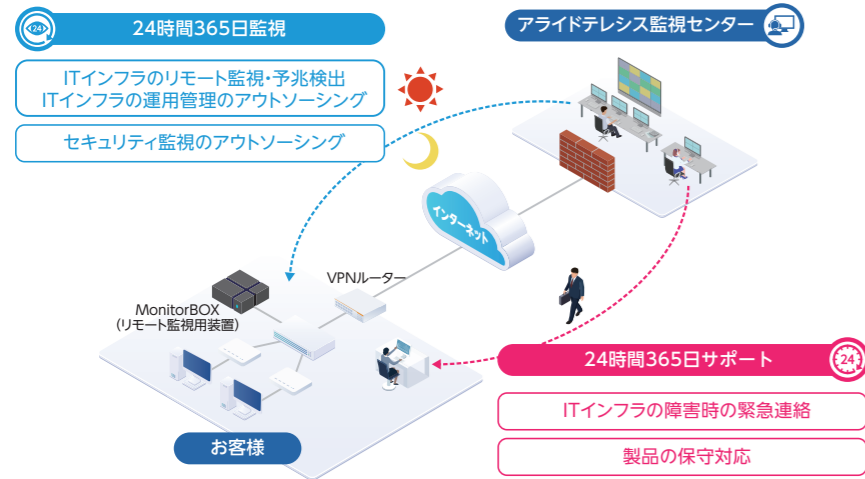 24時間365日監視
24
ITインフラのリモート監視・予兆検出
ITインフラの運用管理のアウトソーシング
セキュリティ監視のアウトソーシング
アライドテレシス監視センター
インターネット
VPNルーター
MonitorBOX
(リモート監視用装置)
お客様
24時間365日サポート
24
ITインフラの障害時の緊急連絡
製品の保守対応